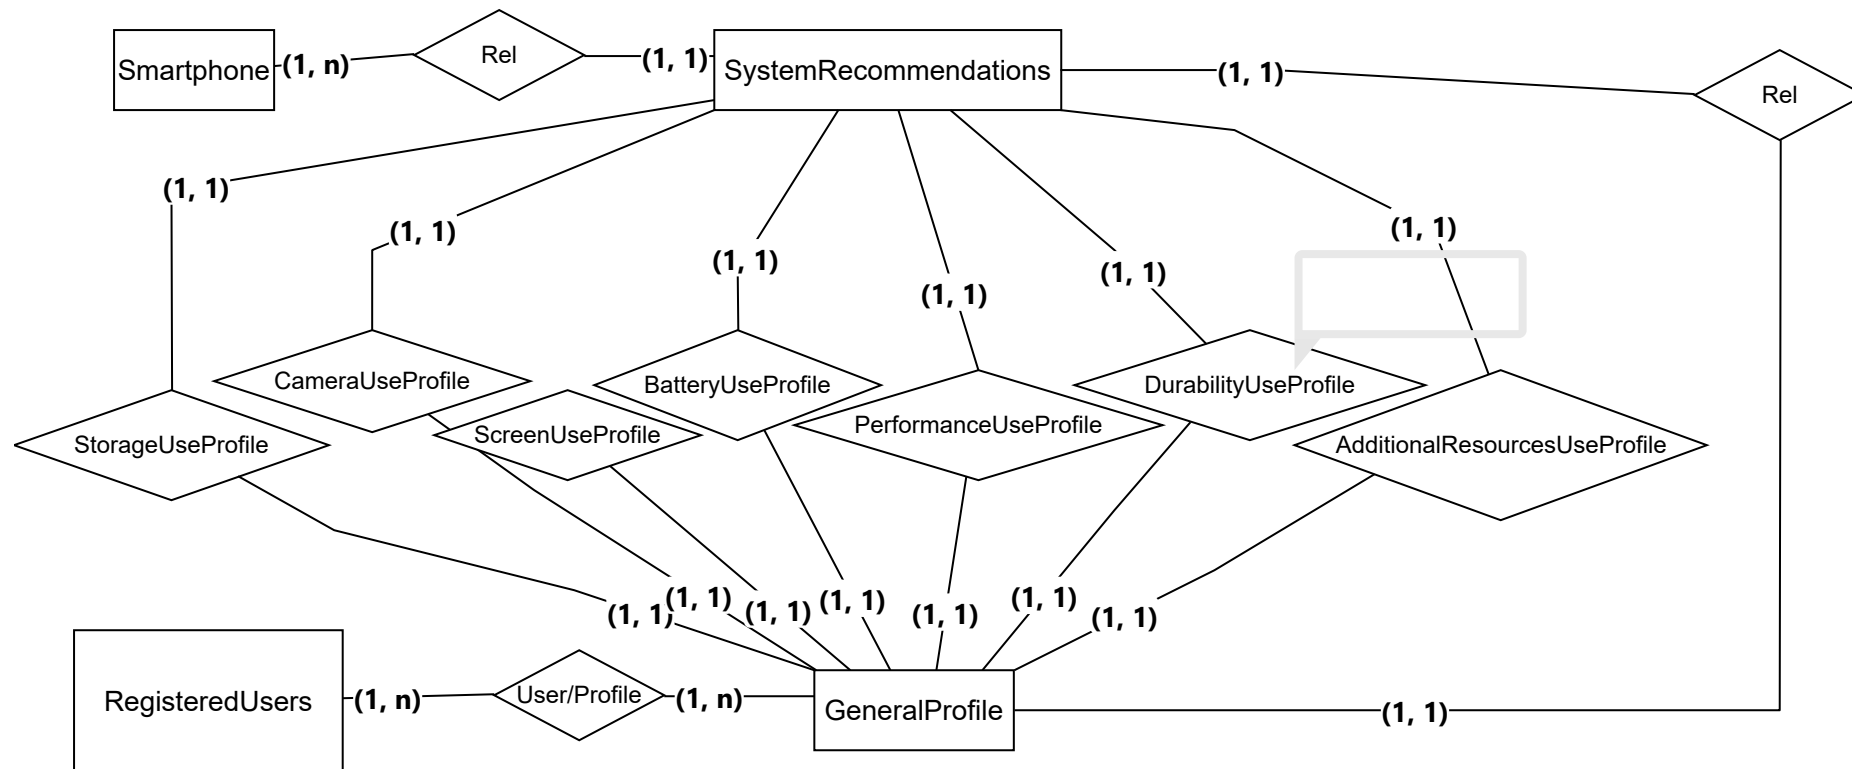 Smartphone
(1, n)
Rel
(1, 1)
SystemRecommendations
(1, 1)
Rel
(1, 1)
(1, 1)
(1, 1)
(1, 1)
(1, 1)
(1, 1)
StorageUseProfile
CameraUseProfile
ScreenUseProfile
BatteryUseProfile
PerformanceUseProfile
DurabilityUseProfile
AdditionalResourcesUseProfile
(1, 1)
(1, 1)
(1, 1)
(1, 1)
(1, 1)
(1, 1)
(1, 1)
RegisteredUsers
(1, n)
User/Profile
(1, n)
GeneralProfile
(1, 1)